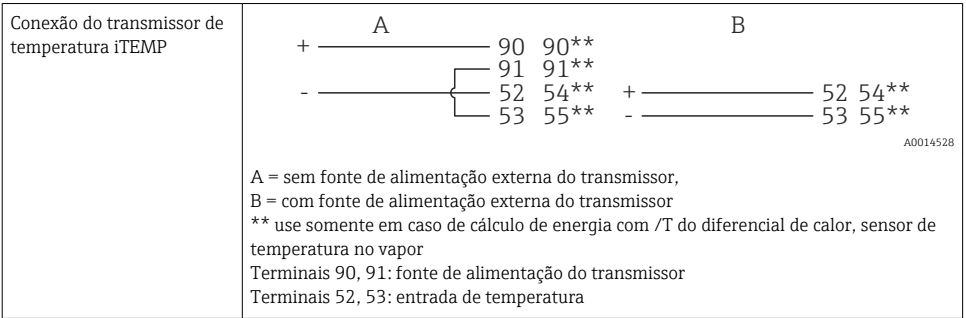 Conexão do transmissor de
temperatura iTEMP
A
B
+ 90 90**
91 91**
- 52 54**
53 55**
+ 52 54**
- 53 55**
A0014528
A = sem fonte de alimentação externa do transmissor,
B = com fonte de alimentação externa do transmissor
** use somente em caso de cálculo de energia com /T do diferencial de calor, sensor de
temperatura no vapor
Terminais 90, 91: fonte de alimentação do transmissor
Terminais 52, 53: entrada de temperatura